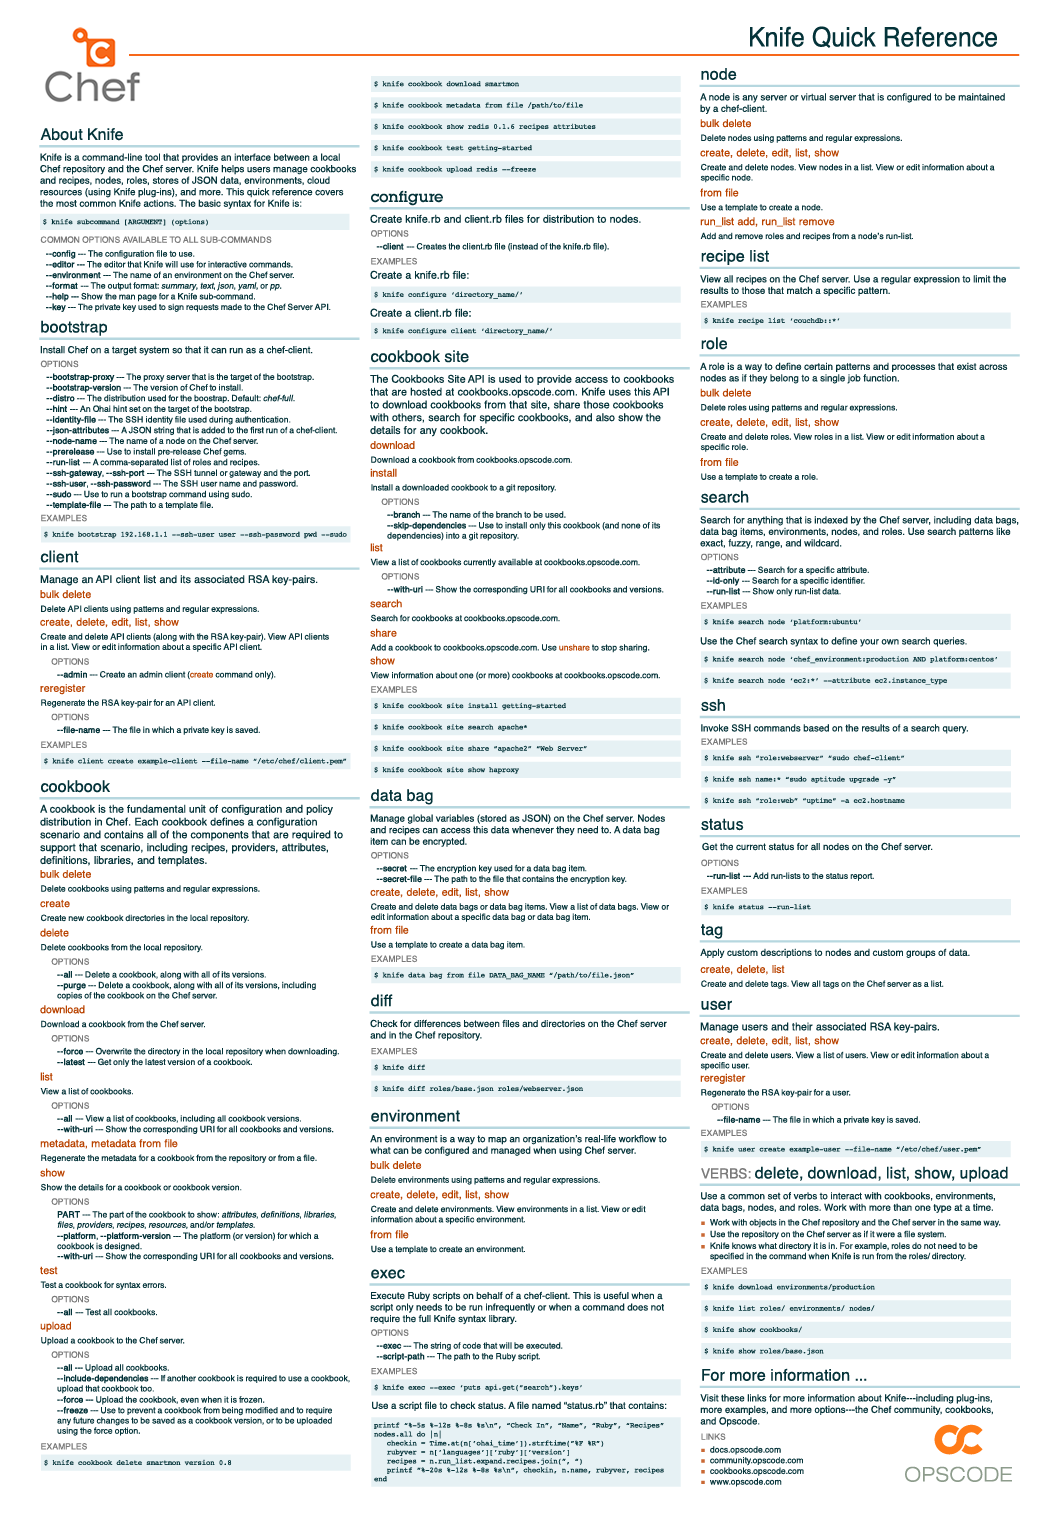 Knife Quick Reference
Chef
About Knife
Knife is a command-line tool that provides an interface between a local
Chef repository and the Chef server. Knife helps users manage cookbooks
and recipes, nodes, roles, stores of JSON data, environments, cloud
resources (using Knife plug-ins), and more. This quick reference covers
the most common Knife actions. The basic syntax for Knife is:
$ knife subcommand [ARGUMENT] (options)
COMMON OPTIONS AVAILABLE TO ALL SUB-COMMANDS
--config --- The configuration file to use.
--editor --- The editor that Knife will use for interactive commands.
--environment --- The name of an environment on the Chef server.
--format --- The output format: summary, text, json, yaml, or pp.
--help --- Show the man page for a Knife sub-command.
--key --- The private key used to sign requests made to the Chef Server API.
bootstrap
Install Chef on a target system so that it can run as a chef-client.
OPTIONS
--bootstrap-proxy --- The proxy server that is the target of the bootstrap.
--bootstrap-version --- The version of Chef to install.
--distro --- The distribution used for the boostrap. Default: chef-full.
--hint --- An Ohai hint set on the target of the bootstrap.
--identity-file --- The SSH identity file used during authentication.
--json-attributes --- A JSON string that is added to the first run of a chef-client.
--node-name --- The name of a node on the Chef server.
--prerelease --- Use to install pre-release Chef gems.
--run-list --- A comma-separated list of roles and recipes.
--ssh-gateway, --ssh-port --- The SSH tunnel or gateway and the port.
--ssh-user, --ssh-password --- The SSH user name and password.
--sudo --- Use to run a bootstrap command using sudo.
--template-file --- The path to a template file.
EXAMPLES
$ knife bootstrap 192.168.1.1 --ssh-user user --ssh-password pwd --sudo
client
Manage an API client list and its associated RSA key-pairs.
bulk delete
Delete API clients using patterns and regular expressions.
create, delete, edit, list, show
Create and delete API clients (along with the RSA key-pair). View API clients
in a list. View or edit information about a specific API client.
OPTIONS
--admin --- Create an admin client (create command only).
reregister
Regenerate the RSA key-pair for an API client.
OPTIONS
--file-name --- The file in which a private key is saved.
EXAMPLES
$ knife client create example-client --file-name “/etc/chef/client.pem”
cookbook
A cookbook is the fundamental unit of configuration and policy
distribution in Chef. Each cookbook defines a configuration
scenario and contains all of the components that are required to
support that scenario, including recipes, providers, attributes,
definitions, libraries, and templates.
bulk delete
Delete cookbooks using patterns and regular expressions.
create
Create new cookbook directories in the local repository.
delete
Delete cookbooks from the local repository.
OPTIONS
--all --- Delete a cookbook, along with all of its versions.
--purge --- Delete a cookbook, along with all of its versions, including
copies of the cookbook on the Chef server.
download
Download a cookbook from the Chef server.
OPTIONS
--force --- Overwrite the directory in the local repository when downloading.
--latest --- Get only the latest version of a cookbook.
list
View a list of cookbooks.
OPTIONS
--all --- View a list of cookbooks, including all cookbook versions.
--with-uri --- Show the corresponding URI for all cookbooks and versions.
metadata, metadata from file
Regenerate the metadata for a cookbook from the repository or from a file.
show
Show the details for a cookbook or cookbook version.
OPTIONS
PART --- The part of the cookbook to show: attributes, definitions, libraries,
files, providers, recipes, resources, and/or templates.
--platform, --platform-version --- The platform (or version) for which a
cookbook is designed.
--with-uri --- Show the corresponding URI for all cookbooks and versions.
test
Test a cookbook for syntax errors.
OPTIONS
--all --- Test all cookbooks.
upload
Upload a cookbook to the Chef server.
OPTIONS
--all --- Upload all cookbooks.
--include-dependencies --- If another cookbook is required to use a cookbook,
upload that cookbook too.
--force --- Upload the cookbook, even when it is frozen.
--freeze --- Use to prevent a cookbook from being modified and to require
any future changes to be saved as a cookbook version, or to be uploaded
using the force option.
EXAMPLES
$ knife cookbook delete smartmon version 0.8
$ knife cookbook download smartmon
$ knife cookbook metadata from file /path/to/file
$ knife cookbook show redis 0.1.6 recipes attributes
$ knife cookbook test getting-started
$ knife cookbook upload redis --freeze
configure
Create knife.rb and client.rb files for distribution to nodes.
OPTIONS
--client --- Creates the client.rb file (instead of the knife.rb file).
EXAMPLES
Create a knife.rb file:
$ knife configure ‘directory_name/’
Create a client.rb file:
$ knife configure client ‘directory_name/’
cookbook site
The Cookbooks Site API is used to provide access to cookbooks
that are hosted at cookbooks.opscode.com. Knife uses this API
to download cookbooks from that site, share those cookbooks
with others, search for specific cookbooks, and also show the
details for any cookbook.
download
Download a cookbook from cookbooks.opscode.com.
install
Install a downloaded cookbook to a git repository.
OPTIONS
--branch --- The name of the branch to be used.
--skip-dependencies --- Use to install only this cookbook (and none of its
dependencies) into a git repository.
list
View a list of cookbooks currently available at cookbooks.opscode.com.
OPTIONS
--with-uri --- Show the corresponding URI for all cookbooks and versions.
search
Search for cookbooks at cookbooks.opscode.com.
share
Add a cookbook to cookbooks.opscode.com. Use unshare to stop sharing.
show
View information about one (or more) cookbooks at cookbooks.opscode.com.
EXAMPLES
$ knife cookbook site install getting-started
$ knife cookbook site search apache*
$ knife cookbook site share “apache2” “Web Server”
$ knife cookbook site show haproxy
data bag
Manage global variables (stored as JSON) on the Chef server. Nodes
and recipes can access this data whenever they need to. A data bag
item can be encrypted.
OPTIONS
--secret --- The encryption key used for a data bag item.
--secret-file --- The path to the file that contains the encryption key.
create, delete, edit, list, show
Create and delete data bags or data bag items. View a list of data bags. View or
edit information about a specific data bag or data bag item.
from file
Use a template to create a data bag item.
EXAMPLES
$ knife data bag from file DATA_BAG_NAME “/path/to/file.json”
diff
Check for differences between files and directories on the Chef server
and in the Chef repository.
EXAMPLES
$ knife diff
$ knife diff roles/base.json roles/webserver.json
environment
An environment is a way to map an organization’s real-life workflow to
what can be configured and managed when using Chef server.
bulk delete
Delete environments using patterns and regular expressions.
create, delete, edit, list, show
Create and delete environments. View environments in a list. View or edit
information about a specific environment.
from file
Use a template to create an environment.
exec
Execute Ruby scripts on behalf of a chef-client. This is useful when a
script only needs to be run infrequently or when a command does not
require the full Knife syntax library.
OPTIONS
--exec --- The string of code that will be executed.
--script-path --- The path to the Ruby script.
EXAMPLES
$ knife exec --exec ‘puts api.get(“search”).keys’
Use a script file to check status. A file named “status.rb” that contains:
printf “%-5s %-12s %-8s %s\n”, “Check In”, “Name”, “Ruby”, “Recipes”
nodes.all do |n|
checkin = Time.at(n[‘ohai_time’]).strftime(“%F %R”)
rubyver = n[‘languages’][‘ruby’][‘version’]
recipes = n.run_list.expand.recipes.join(“, “)
printf “%-20s %-12s %-8s %s\n”, checkin, n.name, rubyver, recipes
end
node
A node is any server or virtual server that is configured to be maintained
by a chef-client.
bulk delete
Delete nodes using patterns and regular expressions.
create, delete, edit, list, show
Create and delete nodes. View nodes in a list. View or edit information about a
specific node.
from file
Use a template to create a node.
run_list add, run_list remove
Add and remove roles and recipes from a node’s run-list.
recipe list
View all recipes on the Chef server. Use a regular expression to limit the
results to those that match a specific pattern.
EXAMPLES
$ knife recipe list ‘couchdb::*’
role
A role is a way to define certain patterns and processes that exist across
nodes as if they belong to a single job function.
bulk delete
Delete roles using patterns and regular expressions.
create, delete, edit, list, show
Create and delete roles. View roles in a list. View or edit information about a
specific role.
from file
Use a template to create a role.
search
Search for anything that is indexed by the Chef server, including data bags,
data bag items, environments, nodes, and roles. Use search patterns like
exact, fuzzy, range, and wildcard.
OPTIONS
--attribute --- Search for a specific attribute.
--id-only --- Search for a specific identifier.
--run-list --- Show only run-list data.
EXAMPLES
$ knife search node ‘platform:ubuntu’
Use the Chef search syntax to define your own search queries.
$ knife search node ‘chef_environment:production AND platform:centos’
$ knife search node ‘ec2:*’ --attribute ec2.instance_type
ssh
Invoke SSH commands based on the results of a search query.
EXAMPLES
$ knife ssh “role:webserver” “sudo chef-client”
$ knife ssh name:* “sudo aptitude upgrade -y”
$ knife ssh “role:web” “uptime” -a ec2.hostname
status
Get the current status for all nodes on the Chef server.
OPTIONS
--run-list --- Add run-lists to the status report.
EXAMPLES
$ knife status --run-list
tag
Apply custom descriptions to nodes and custom groups of data.
create, delete, list
Create and delete tags. View all tags on the Chef server as a list.
user
Manage users and their associated RSA key-pairs.
create, delete, edit, list, show
Create and delete users. View a list of users. View or edit information about a
specific user.
reregister
Regenerate the RSA key-pair for a user.
OPTIONS
--file-name --- The file in which a private key is saved.
EXAMPLES
$ knife user create example-user --file-name “/etc/chef/user.pem”
VERBS: delete, download, list, show, upload
Use a common set of verbs to interact with cookbooks, environments,
data bags, nodes, and roles. Work with more than one type at a time.
Work with objects in the Chef repository and the Chef server in the same way.
Use the repository on the Chef server as if it were a file system.
Knife knows what directory it is in. For example, roles do not need to be
specified in the command when Knife is run from the roles/ directory.
EXAMPLES
$ knife download environments/production
$ knife list roles/ environments/ nodes/
$ knife show cookbooks/
$ knife show roles/base.json
For more information ...
Visit these links for more information about Knife---including plug-ins,
more examples, and more options---the Chef community, cookbooks,
and Opscode.
LINKS
docs.opscode.com
community.opscode.com
cookbooks.opscode.com
www.opscode.com
OPSCODE